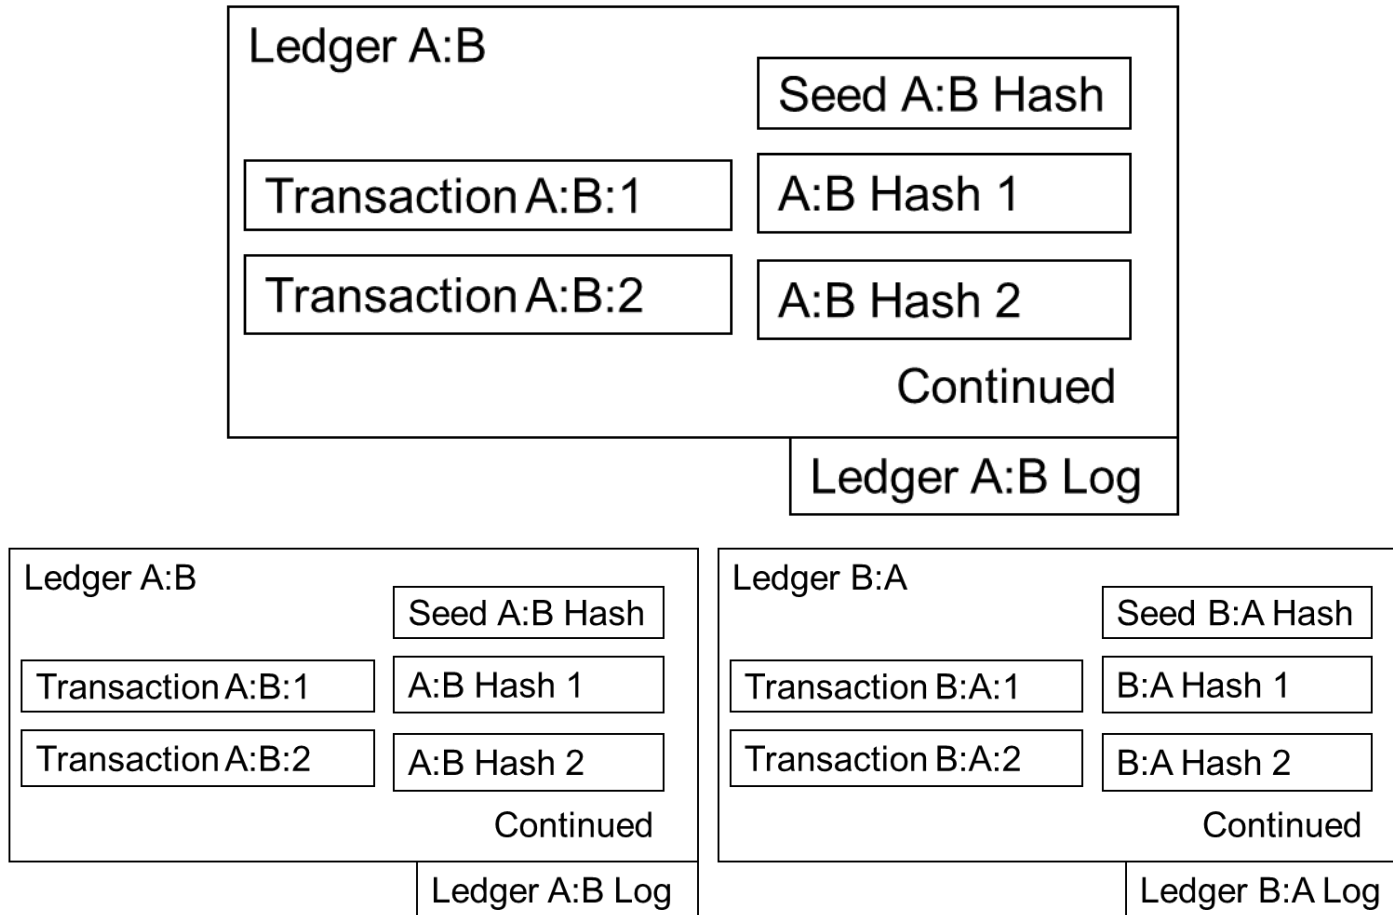 Ledger A:B
Seed A:B Hash
Transaction A:B:1
A:B Hash 1
Transaction A:B:2
A:B Hash 2
Continued
Ledger A:B Log
Ledger A:B
Seed A:B Hash
Transaction A:B:1
A:B Hash 1
Transaction A:B:2
A:B Hash 2
Continued
Ledger A:B Log
Ledger B:A
Seed B:A Hash
Transaction B:A:1
B:A Hash 1
Transaction B:A:2
B:A Hash 2
Continued
Ledger B:A Log